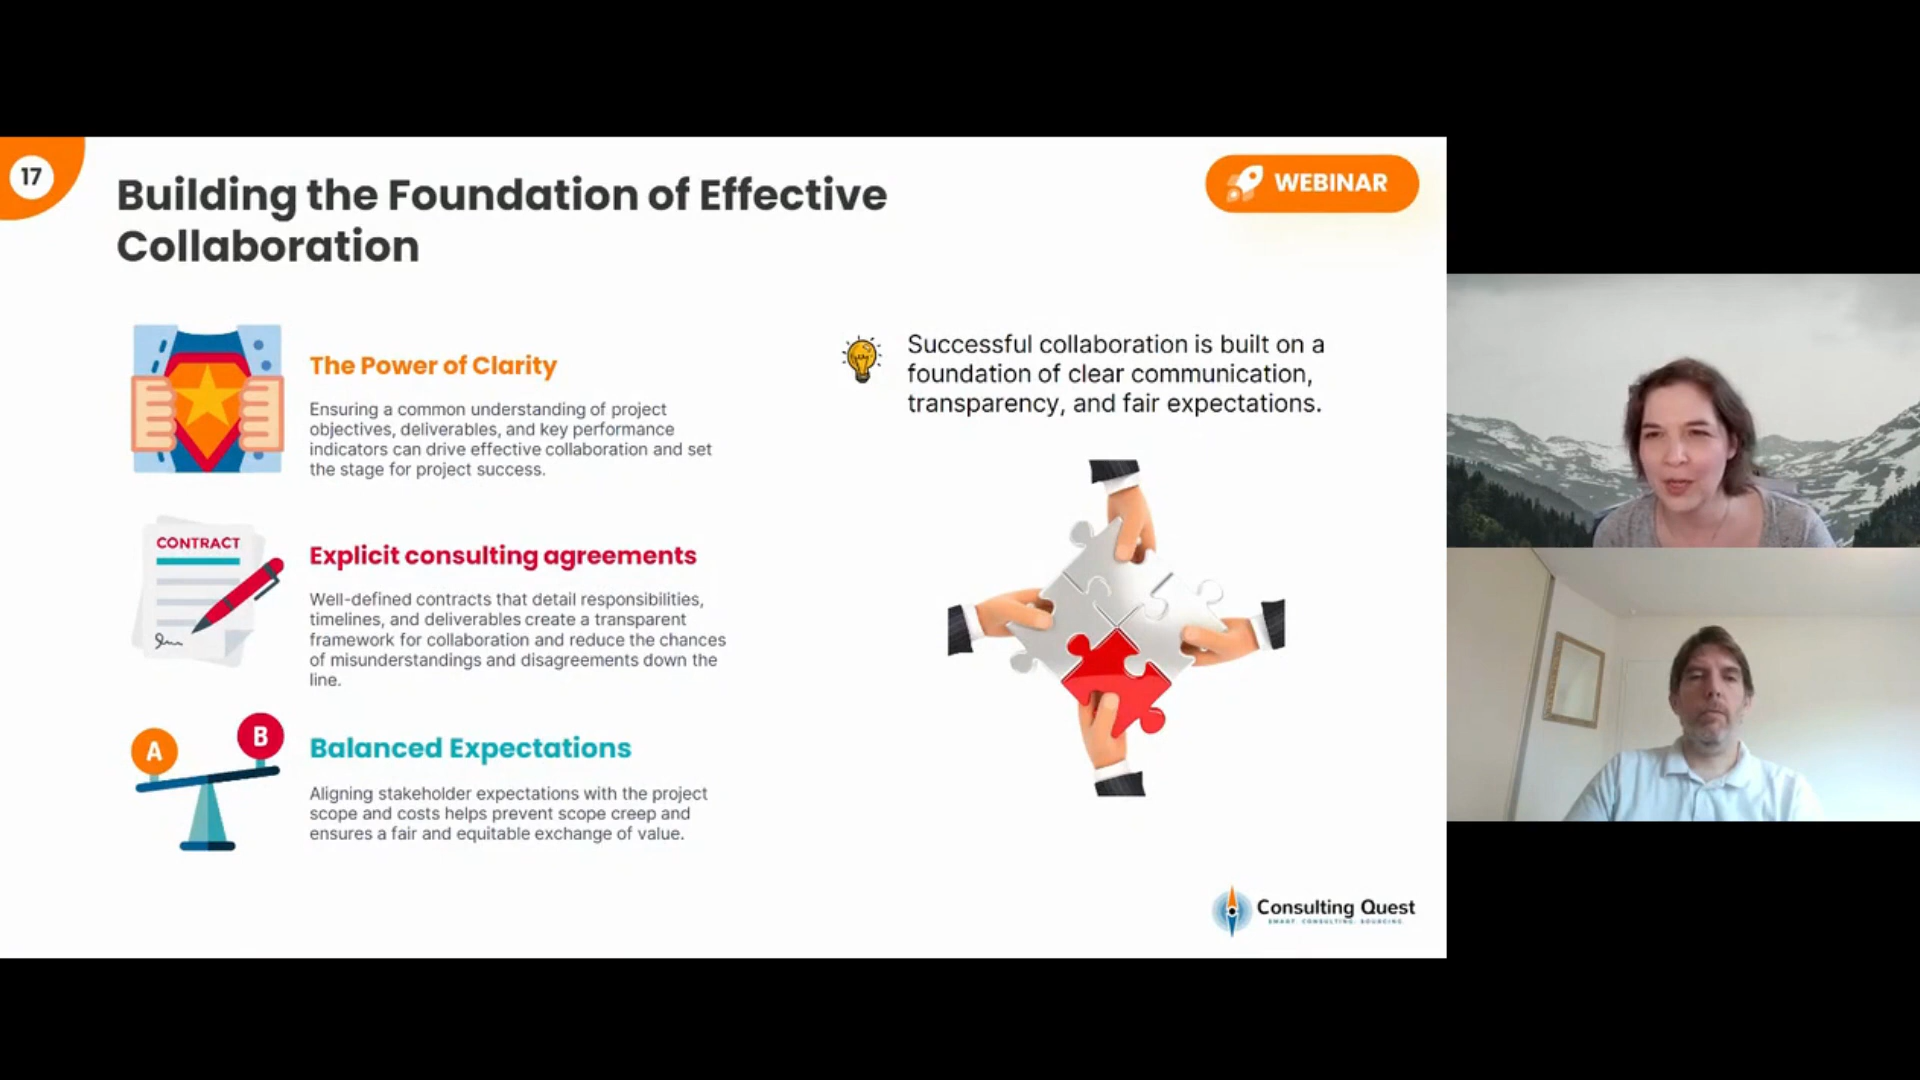 17
Building the Foundation of Effective
Collaboration
WEBINAR
The Power of Clarity
Ensuring a common understanding of project
objectives, deliverables, and key performance
indicators can drive effective collaboration and set
the stage for project success.
CONTRACT
Explicit consulting agreements
Well-defined contracts that detail responsibilities,
timelines, and deliverables create a transparent
framework for collaboration and reduce the chances
of misunderstandings and disagreements down the
line.
A
B
Balanced Expectations
Aligning stakeholder expectations with the project
scope and costs helps prevent scope creep and
ensures a fair and equitable exchange of value.
Successful collaboration is built on a
foundation of clear communication,
transparency, and fair expectations.
Consulting Quest
SMART. CONSULTING. SOURCING.